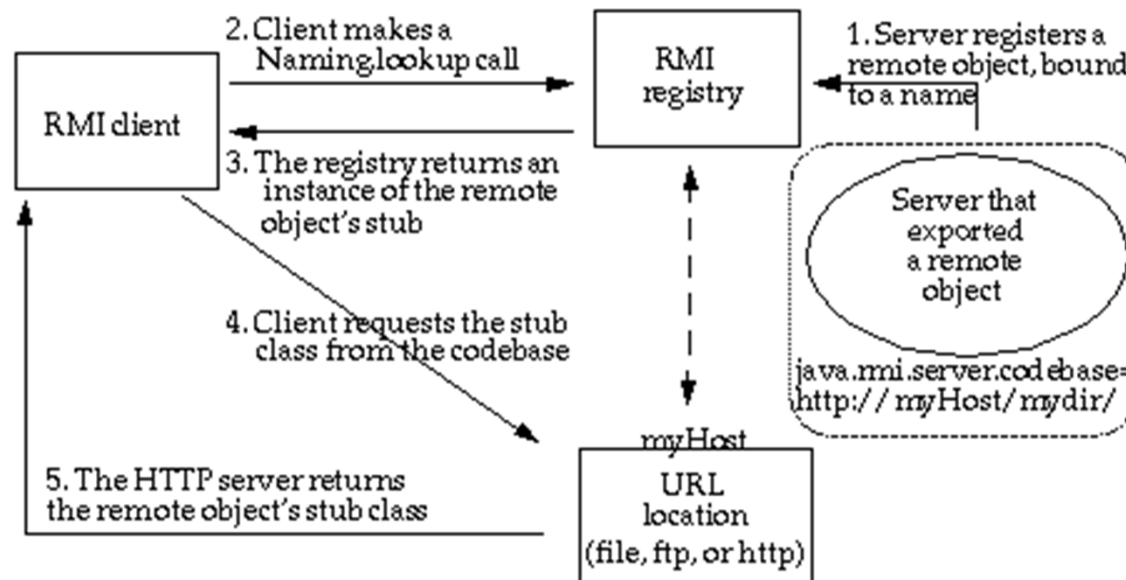 2. Client makes a
Naming.lookup call
RMI
registry
1. Server registers a
remote object, bound
to a name
RMI client
3. The registry returns an
instance of the remote
object's stub
Server that
exported
a remote
object
4. Client requests the stub
class from the codebase
java.rmi.server.codebase=
http://myHost/mydir/
myHost
URL
location
(file, ftp, or http)
5. The HTTP server returns
the remote object's stub class